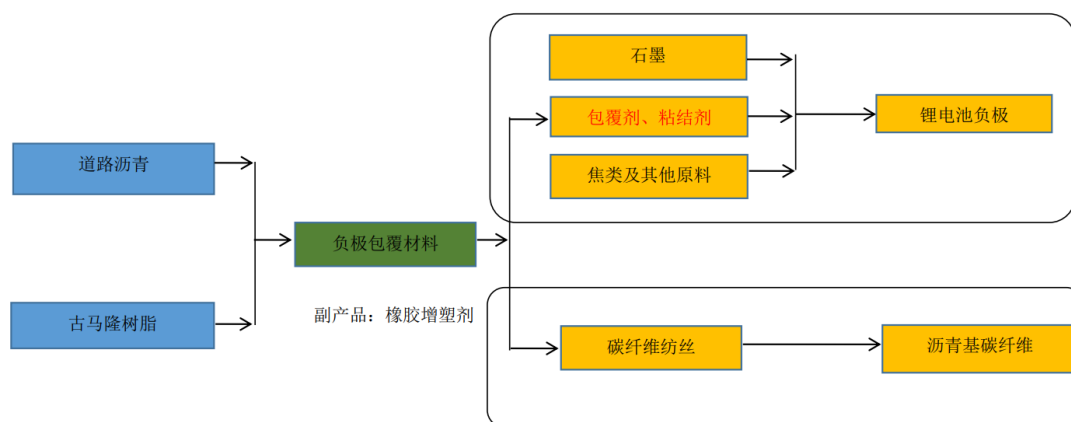 石墨
包覆剂、粘结剂
锂电池负极
焦类及其他原料
道路沥青
负极包覆材料
古马隆树脂
副产品：橡胶增塑剂
碳纤维纺丝
沥青基碳纤维